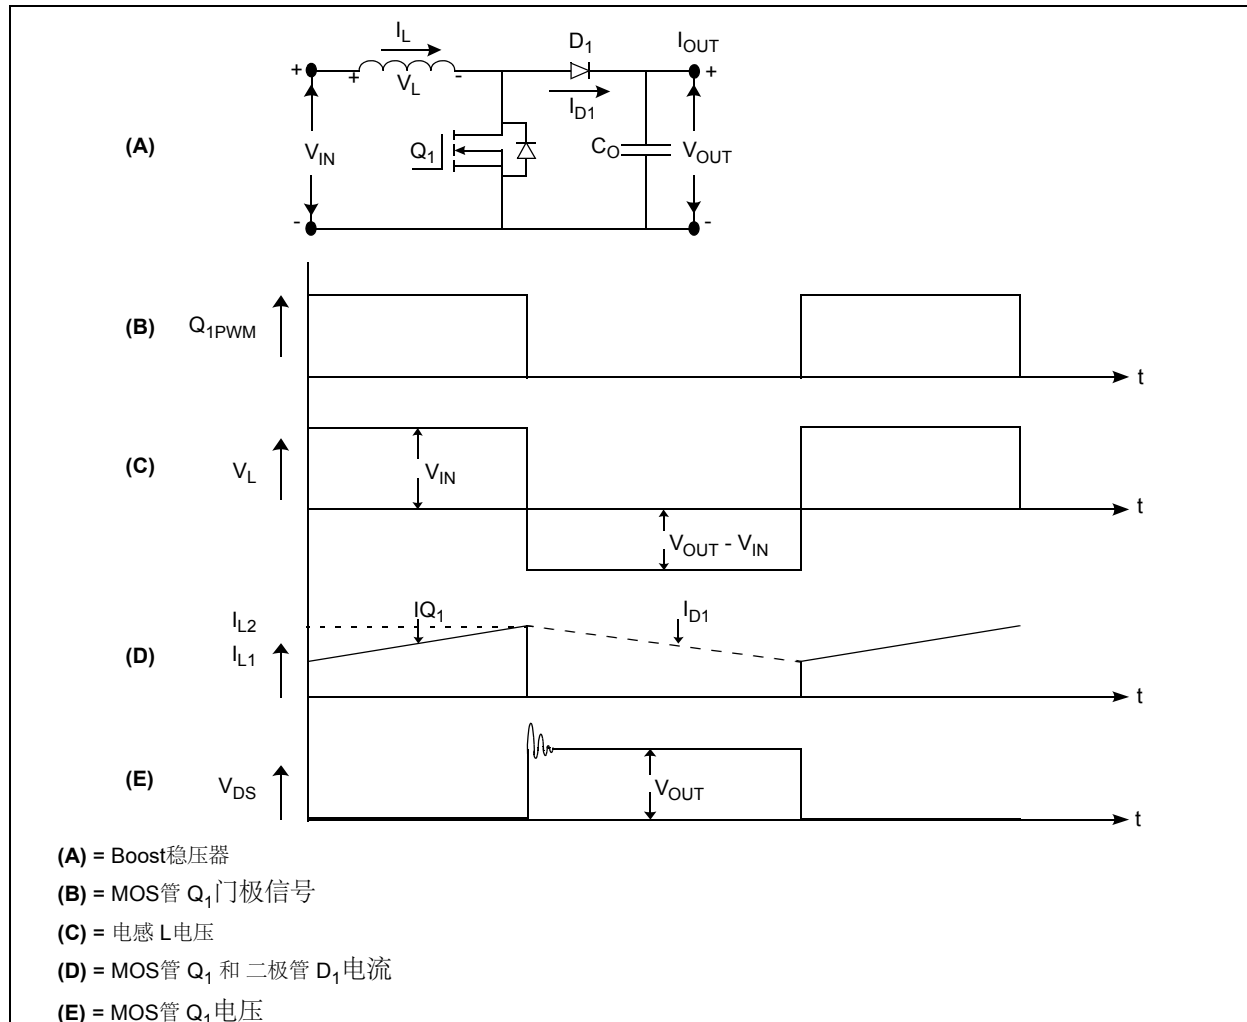 I_L
D_1
I_OUT
+
+
-
+
V_L
I_D1
(A)
V_IN
Q_1
C_O
V_OUT
-
-
(B)
Q_1PWM
t
(C)
V_L
V_IN
t
V_OUT - V_IN
I_L2
IQ_1
I_D1
(D)
I_L1
t
(E)
V_DS
V_OUT
t
(A) = Boost稳压器
(B) = MOS管 Q_1门极信号
(C) = 电感 L电压
(D) = MOS管 Q_1 和 二极管 D_1电流
(E) = MOS管 Q_1电压